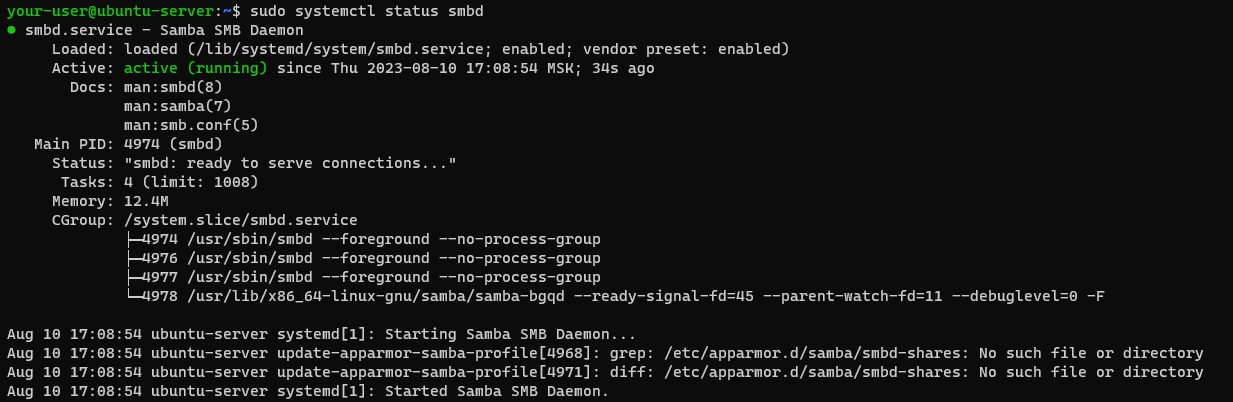 your-user@ubuntu-server:~$ sudo systemctl status smbd
● smbd.service - Samba SMB Daemon
     Loaded: loaded (/lib/systemd/system/smbd.service; enabled; vendor preset: enabled)
     Active: active (running) since Thu 2023-08-10 17:08:54 MSK; 34s ago
       Docs: man:smbd(8)
             man:samba(7)
             man:smb.conf(5)
   Main PID: 4974 (smbd)
     Status: "smbd: ready to serve connections..."
      Tasks: 4 (limit: 1008)
     Memory: 12.4M
     CGroup: /system.slice/smbd.service
             ├─4974 /usr/sbin/smbd --foreground --no-process-group
             ├─4976 /usr/sbin/smbd --foreground --no-process-group
             ├─4977 /usr/sbin/smbd --foreground --no-process-group
             └─4978 /usr/lib/x86_64-linux-gnu/samba/samba-bgqd --ready-signal-fd=45 --parent-watch-fd=11 --debuglevel=0 -F

Aug 10 17:08:54 ubuntu-server systemd[1]: Starting Samba SMB Daemon...
Aug 10 17:08:54 ubuntu-server update-apparmor-samba-profile[4968]: grep: /etc/apparmor.d/samba/smbd-shares: No such file or directory
Aug 10 17:08:54 ubuntu-server update-apparmor-samba-profile[4971]: diff: /etc/apparmor.d/samba/smbd-shares: No such file or directory
Aug 10 17:08:54 ubuntu-server systemd[1]: Started Samba SMB Daemon.